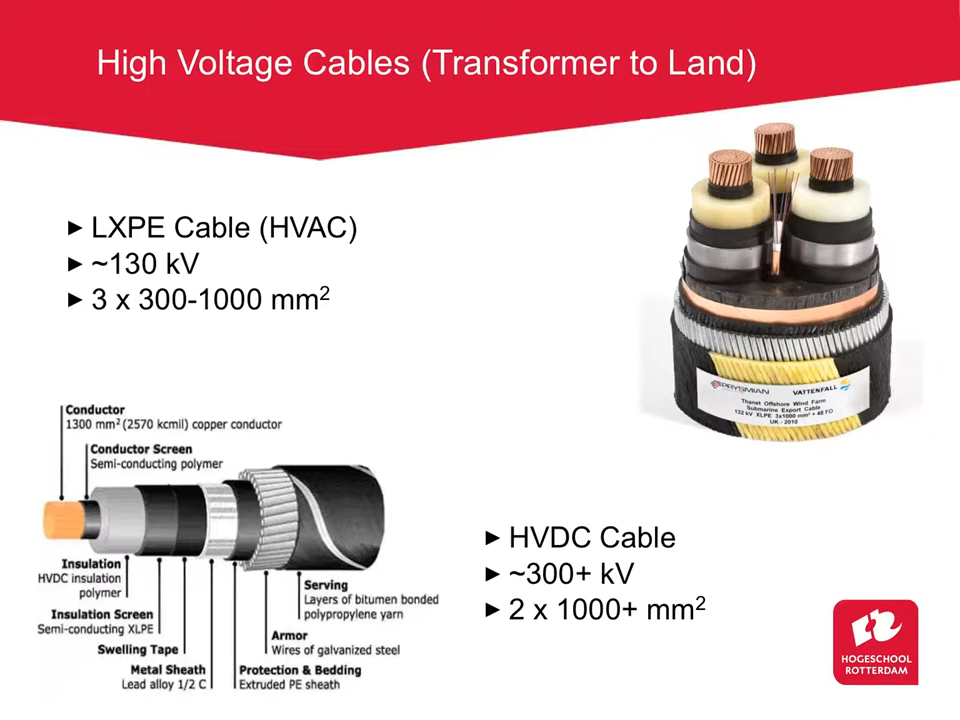 High Voltage Cables (Transformer to Land)
► LXPE Cable (HVAC)
► ~130 kV
► 3 x 300-1000 mm²
PRYSMIAN VATTENFALL
Thanet Offshore Wind Farm
Submarine Export Cable
132 kV XLPE 3x1000 mm² + 48 FO
UK - 2010
Conductor
1300 mm² (2570 kcmil) copper conductor
Conductor Screen
Semi-conducting polymer
Insulation
HVDC insulation
polymer
Insulation Screen
Semi-conducting XLPE
Swelling Tape
Metal Sheath
Lead alloy 1/2 C
Serving
Layers of bitumen bonded
polypropylene yarn
Armor
Wires of galvanized steel
Protection & Bedding
Extruded PE sheath
► HVDC Cable
► ~300+ kV
► 2 x 1000+ mm²
HOGESCHOOL
ROTTERDAM